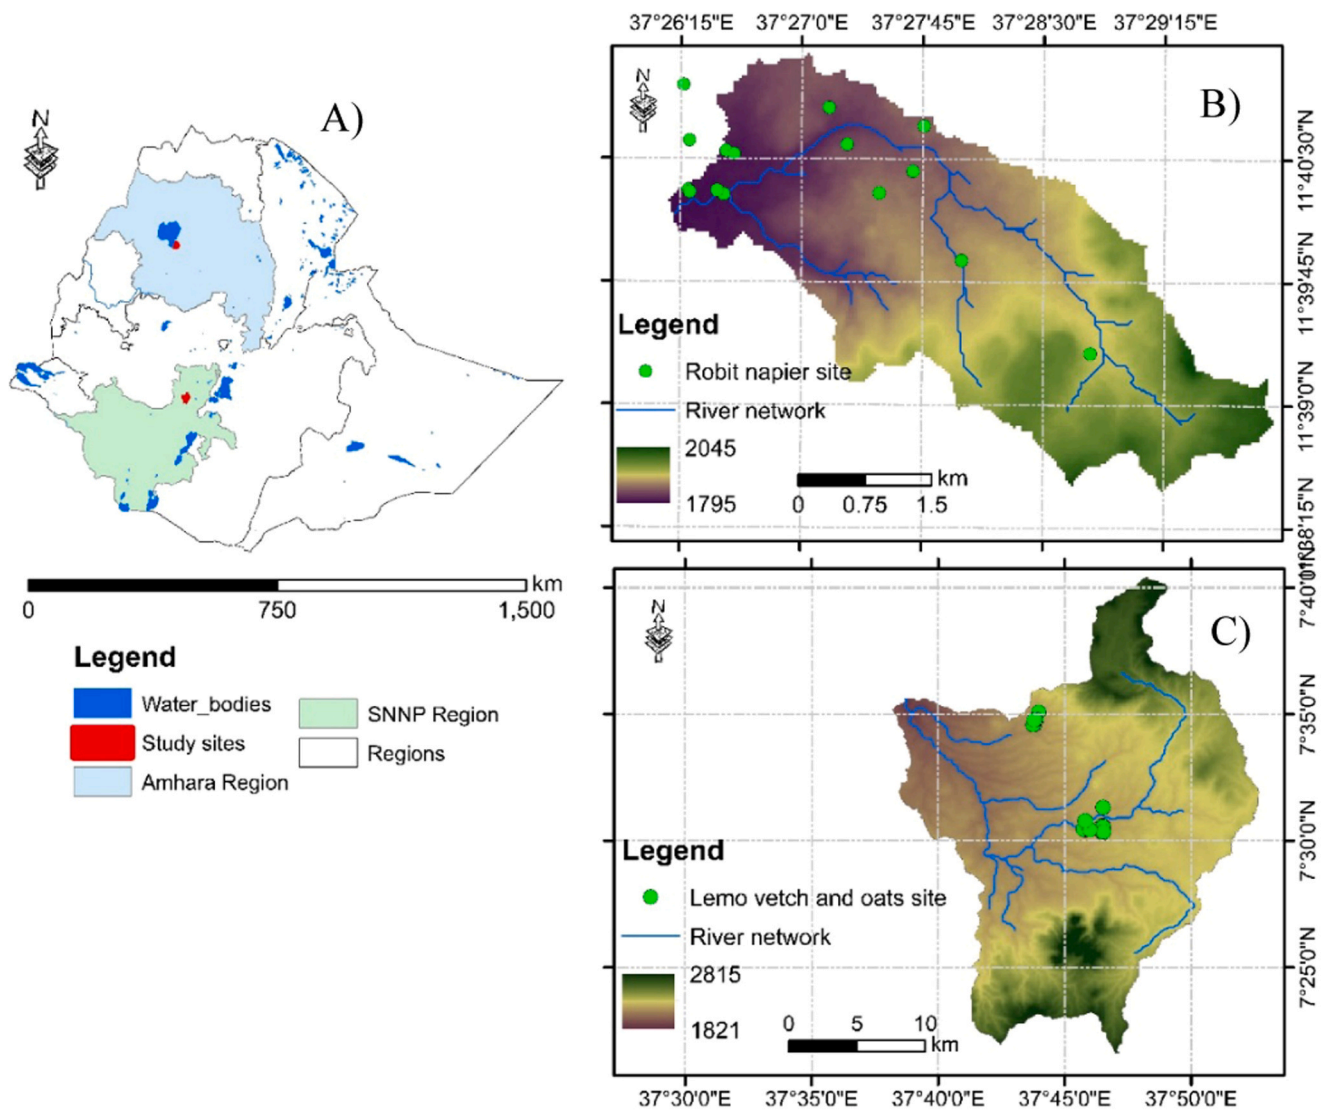 A)
N
0 750 1,500 km
Legend
Water_bodies
Study sites
Amhara Region
SNNP Region
Regions
37°26'15"E 37°27'0"E 37°27'45"E 37°28'30"E 37°29'15"E
B)
N
11°40'30"N
11°39'45"N
11°39'0"N
Legend
Robit napier site
River network
2045
1795
km
0 0.75 1.5
C)
N
7°40'0"N
7°35'0"N
7°30'0"N
7°25'0"N
Legend
Lemo vetch and oats site
River network
2815
1821
0 5 10
km
37°30'0"E 37°35'0"E 37°40'0"E 37°45'0"E 37°50'0"E